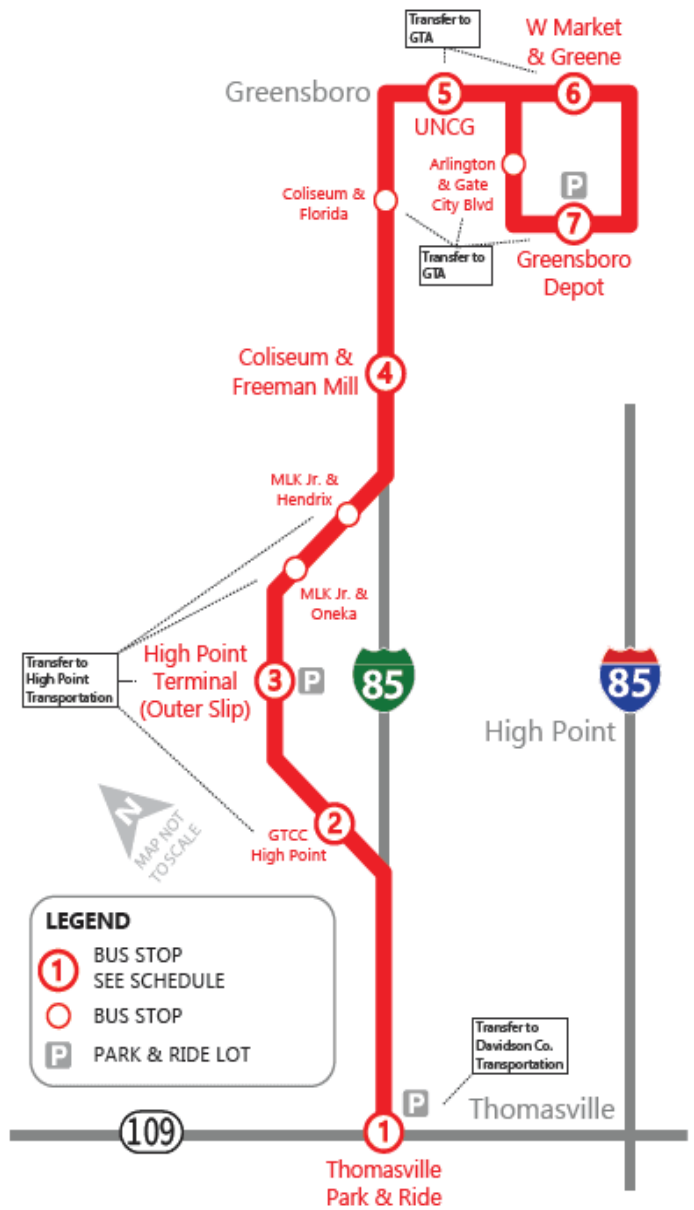 Transfer to
GTA
W Market
& Greene
Greensboro
5
6
UNCG
Arlington
& Gate
City Blvd
P
Coliseum &
Florida
7
Transfer to
GTA
Greensboro
Depot
Coliseum &
Freeman Mill
4
MLK Jr. &
Hendrix
MLK Jr. &
Oneka
Transfer to
High Point
Transportation
High Point
Terminal
(Outer Slip)
3
P
85
85
High Point
N
MAP NOT
TO SCALE
2
GTCC
High Point
LEGEND
1
BUS STOP
SEE SCHEDULE
BUS STOP
P
PARK & RIDE LOT
Transfer to
Davidson Co.
Transportation
P
Thomasville
109
1
Thomasville
Park & Ride